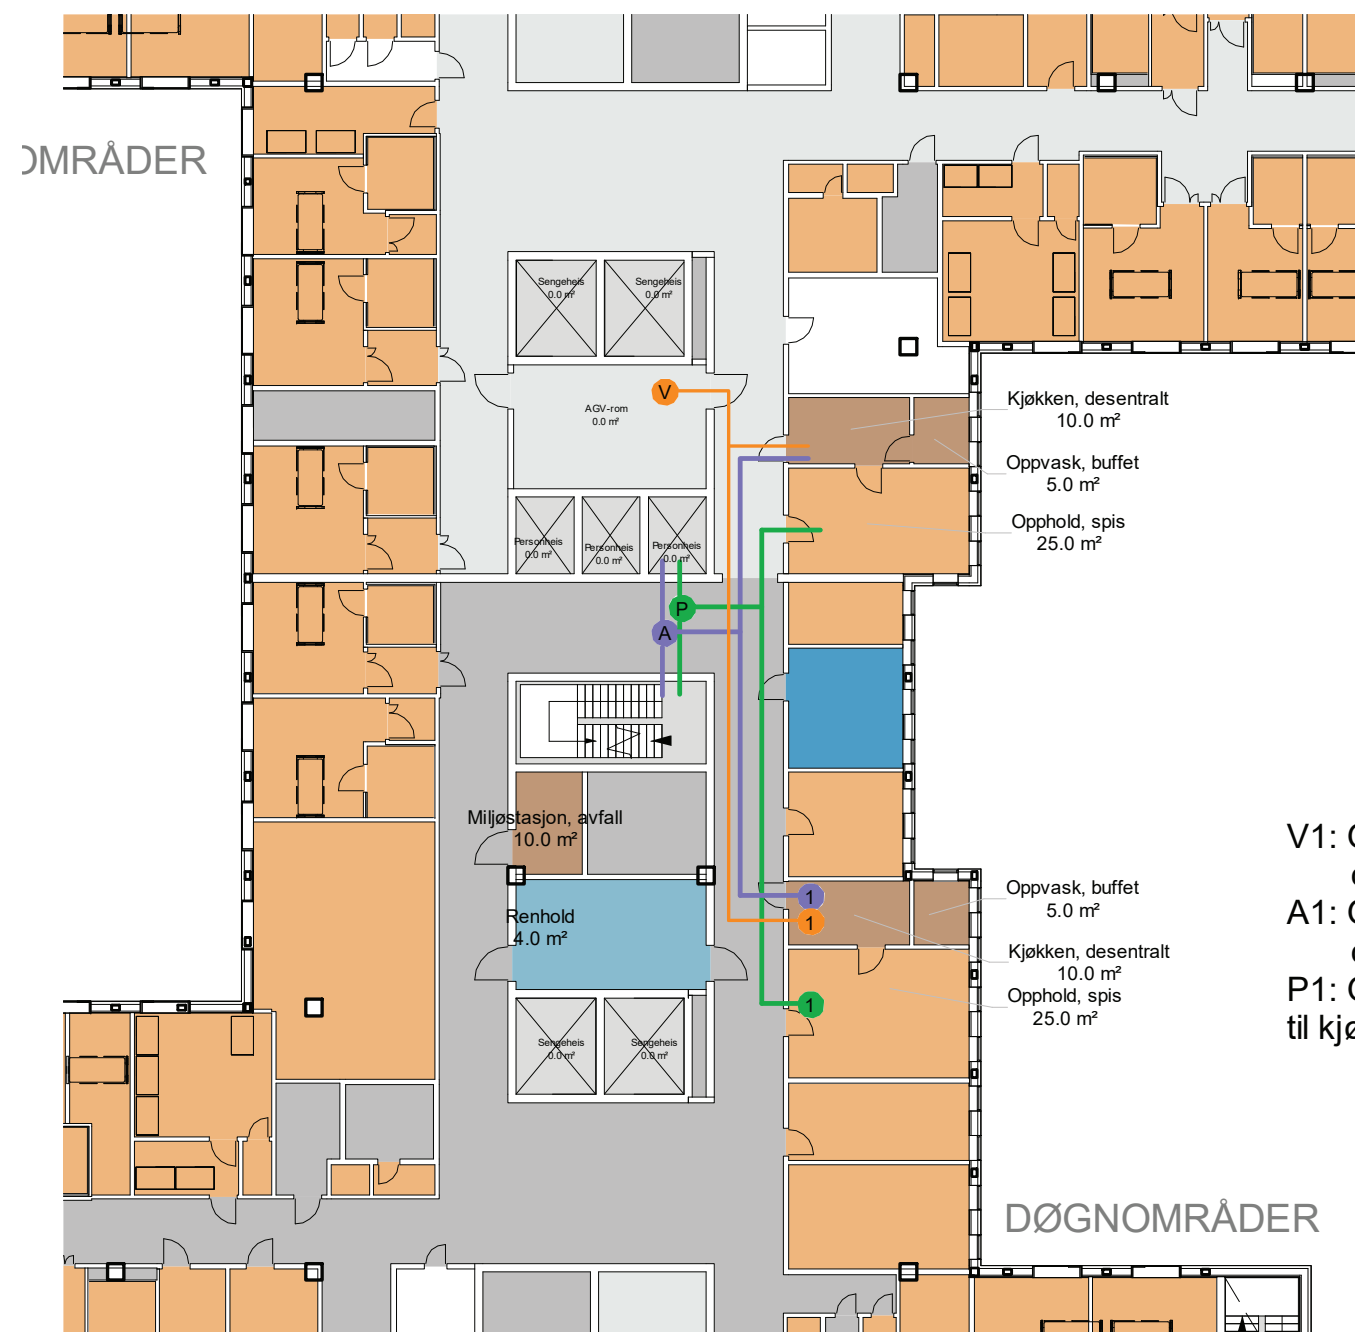 OMRÅDER
Sengeheis
0.0 m²
Sengeheis
0.0 m²
V
AGV-rom
0.0 m²
Kjøkken, desentralt
10.0 m²
Oppvask, buffet
5.0 m²
Opphold, spis
25.0 m²
Personheis
0.0 m²
Personheis
0.0 m²
Personheis
0.0 m²
P
A
Miljøstasjon, avfall
10.0 m²
Renhold
4.0 m²
1
1
1
Oppvask, buffet
5.0 m²
Kjøkken, desentralt
10.0 m²
Opphold, spis
25.0 m²
V1:
A1:
P1:
til
Sengeheis
0.0 m²
Sengeheis
0.0 m²
DØGNOMRÅDER